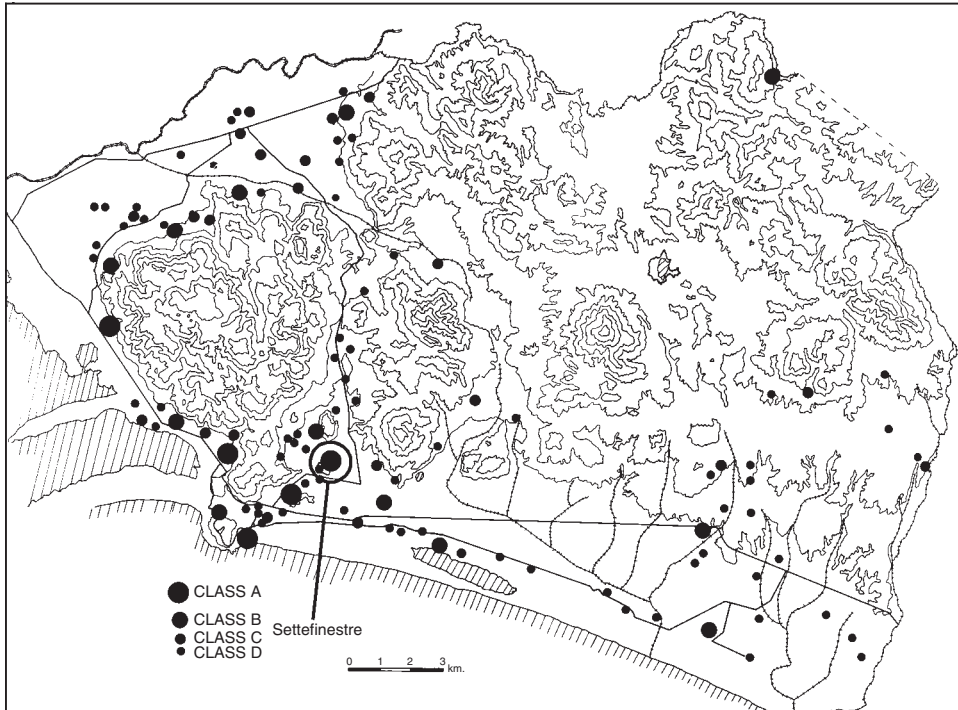 CLASS A
CLASS B
CLASS C
CLASS D
Settefinestre
0 1 2 3
km.